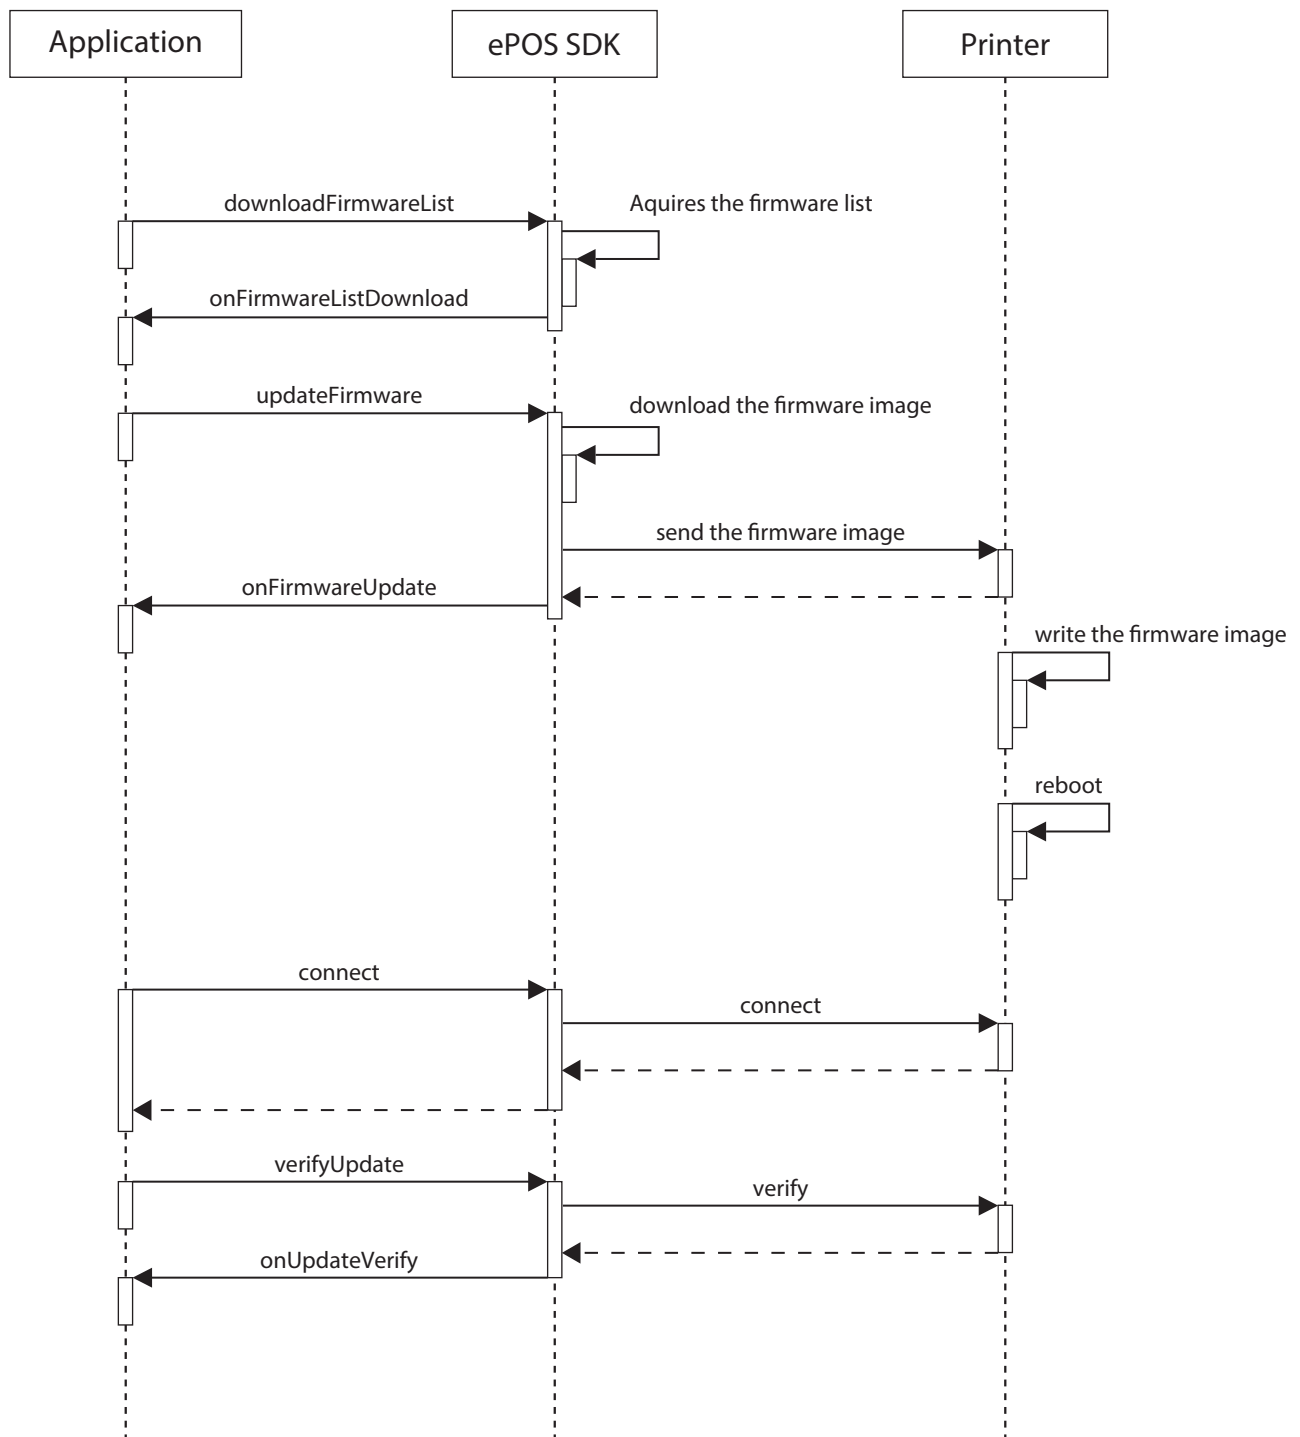 Application
ePOS SDK
Printer
downloadFirmwareList
Aquires the firmware list
onFirmwareListDownload
updateFirmware
download the firmware image
send the firmware image
onFirmwareUpdate
write the firmware image
reboot
connect
connect
verifyUpdate
verify
onUpdateVerify